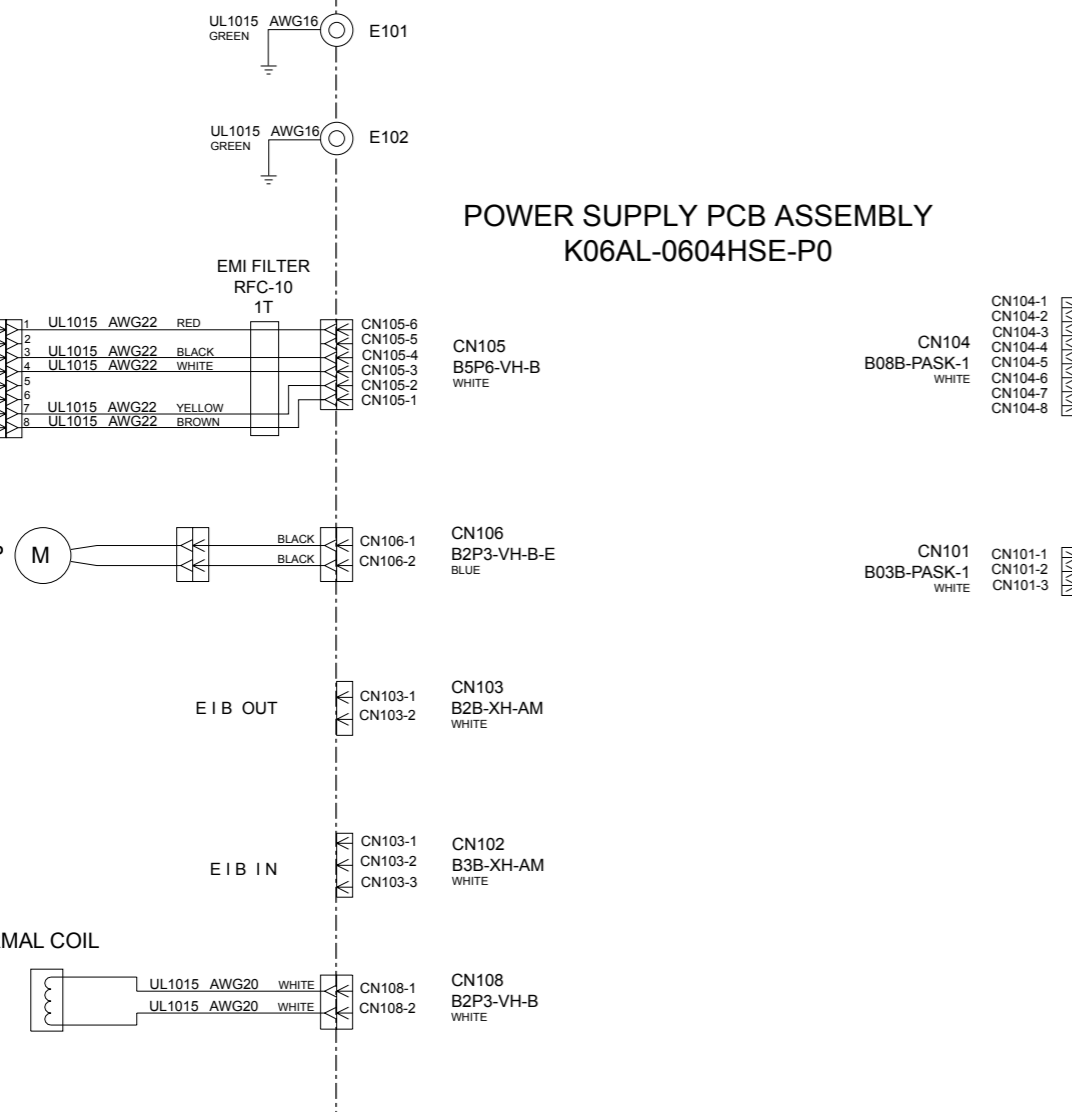 UL1015 AWG16
GREEN
E101
UL1015 AWG16
GREEN
E102
POWER SUPPLY PCB ASSEMBLY
K06AL-0604HSE-P0
EMI FILTER
RFC-10
1T
1 UL1015 AWG22 RED
2
3 UL1015 AWG22 BLACK
4 UL1015 AWG22 WHITE
5
6
7 UL1015 AWG22 YELLOW
8 UL1015 AWG22 BROWN
CN105-6
CN105-5
CN105-4
CN105-3
CN105-2
CN105-1
CN105
B5P6-VH-B
WHITE
CN104
B08B-PASK-1
WHITE
CN104-1
CN104-2
CN104-3
CN104-4
CN104-5
CN104-6
CN104-7
CN104-8
M
BLACK
BLACK
CN106-1
CN106-2
CN106
B2P3-VH-B-E
BLUE
CN101
B03B-PASK-1
WHITE
CN101-1
CN101-2
CN101-3
E I B OUT
CN103-1
CN103-2
CN103
B2B-XH-AM
WHITE
E I B I N
CN103-1
CN103-2
CN103-3
CN102
B3B-XH-AM
WHITE
MAL COIL
UL1015 AWG20 WHITE
UL1015 AWG20 WHITE
CN108-1
CN108-2
CN108
B2P3-VH-B
WHITE